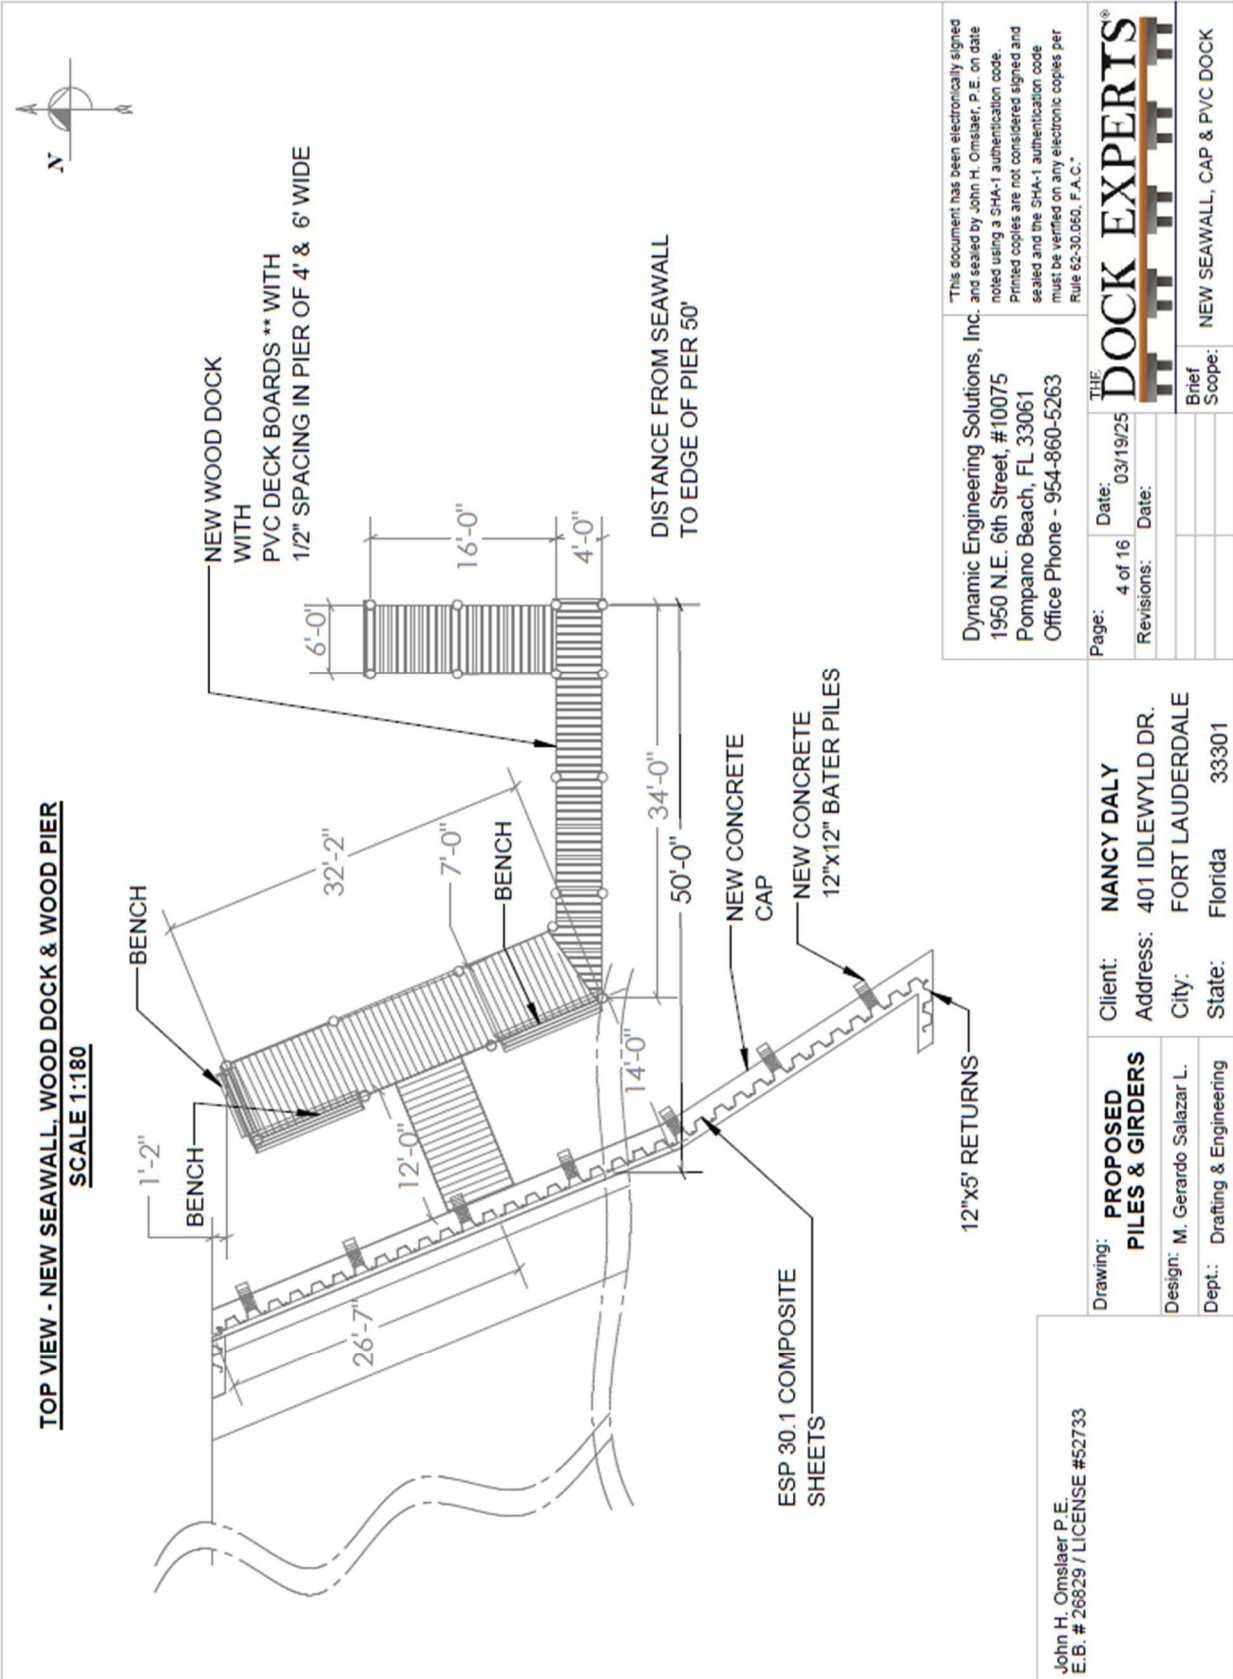 TOP VIEW - NEW SEAWALL, WOOD DOCK & WOOD PIER
SCALE 1:180
N
BENCH
1'-2"
BENCH
32'-2"
NEW WOOD DOCK
WITH
PVC DECK BOARDS ** WITH
1/2" SPACING IN PIER OF 4' & 6' WIDE
6'-0"
16'-0"
4'-0"
7'-0"
BENCH
12'-0"
26'-7"
14'-0"
34'-0"
50'-0"
DISTANCE FROM SEAWALL
TO EDGE OF PIER 50'
NEW CONCRETE
CAP
NEW CONCRETE
12"x12" BATER PILES
ESP 30.1 COMPOSITE
SHEETS
12"x5' RETURNS
John H. Omslaer P.E.
E.B. # 26829 / LICENSE #52733
Drawing: PROPOSED
PILES & GIRDERS
Design: M. Gerardo Salazar L.
Dept.: Drafting & Engineering
Client: NANCY DALY
Address: 401 IDLEWYLD DR.
City: FORT LAUDERDALE
State: Florida 33301
Dynamic Engineering Solutions, Inc.
1950 N.E. 6th Street, #10075
Pompano Beach, FL 33061
Office Phone - 954-860-5263
"This document has been electronically signed
and sealed by John H. Omslaer, P.E. on date
noted using a SHA-1 authentication code.
Printed copies are not considered signed and
sealed and the SHA-1 authentication code
must be verified on any electronic copies per
Rule 62-30.060, F.A.C."
Page: 4 of 16
Date: 03/19/25
Revisions: Date:
THE
DOCK EXPERTS®
Brief
Scope: NEW SEAWALL, CAP & PVC DOCK